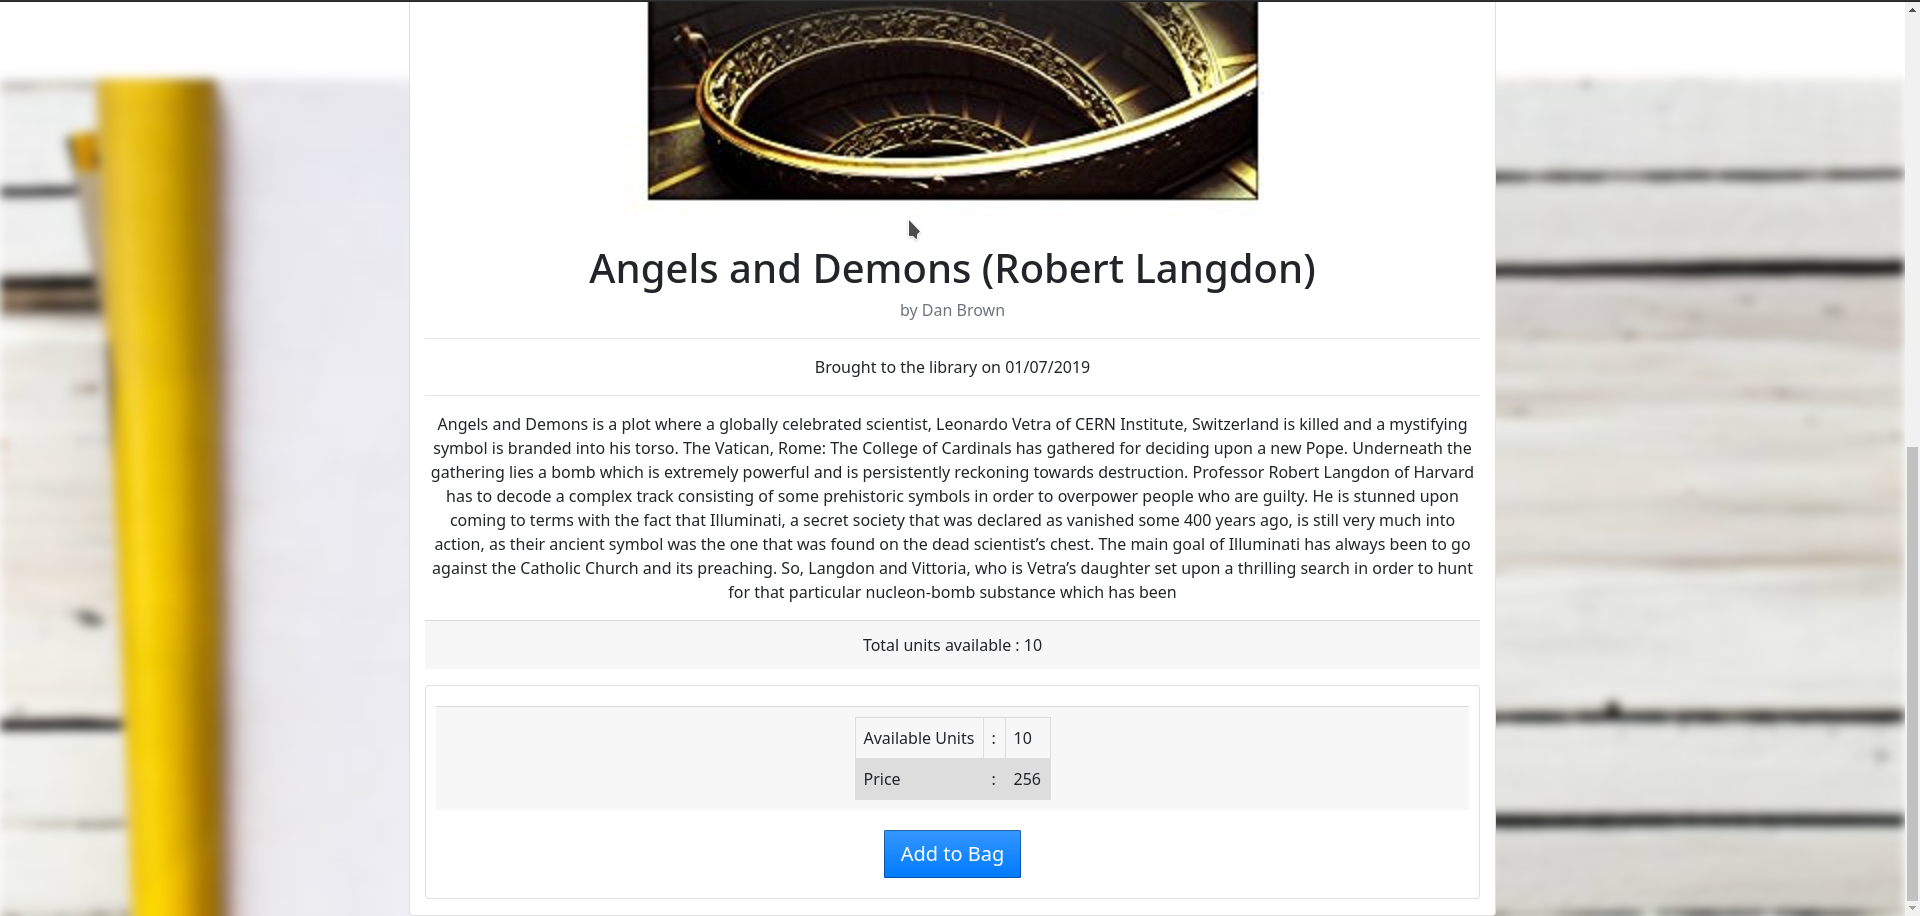 Angels and Demons (Robert Langdon)
by Dan Brown
Brought to the library on 01/07/2019
Angels and Demons is a plot where a globally celebrated scientist, Leonardo Vetra of CERN Institute, Switzerland is killed and a mystifying
symbol is branded into his torso. The Vatican, Rome: The College of Cardinals has gathered for deciding upon a new Pope. Underneath the
gathering lies a bomb which is extremely powerful and is persistently reckoning towards destruction. Professor Robert Langdon of Harvard
has to decode a complex track consisting of some prehistoric symbols in order to overpower people who are guilty. He is stunned upon
coming to terms with the fact that Illuminati, a secret society that was declared as vanished some 400 years ago, is still very much into
action, as their ancient symbol was the one that was found on the dead scientist’s chest. The main goal of Illuminati has always been to go
against the Catholic Church and its preaching. So, Langdon and Vittoria, who is Vetra’s daughter set upon a thrilling search in order to hunt
for that particular nucleon-bomb substance which has been
Total units available : 10
Available Units : 10
Price : 256
Add to Bag